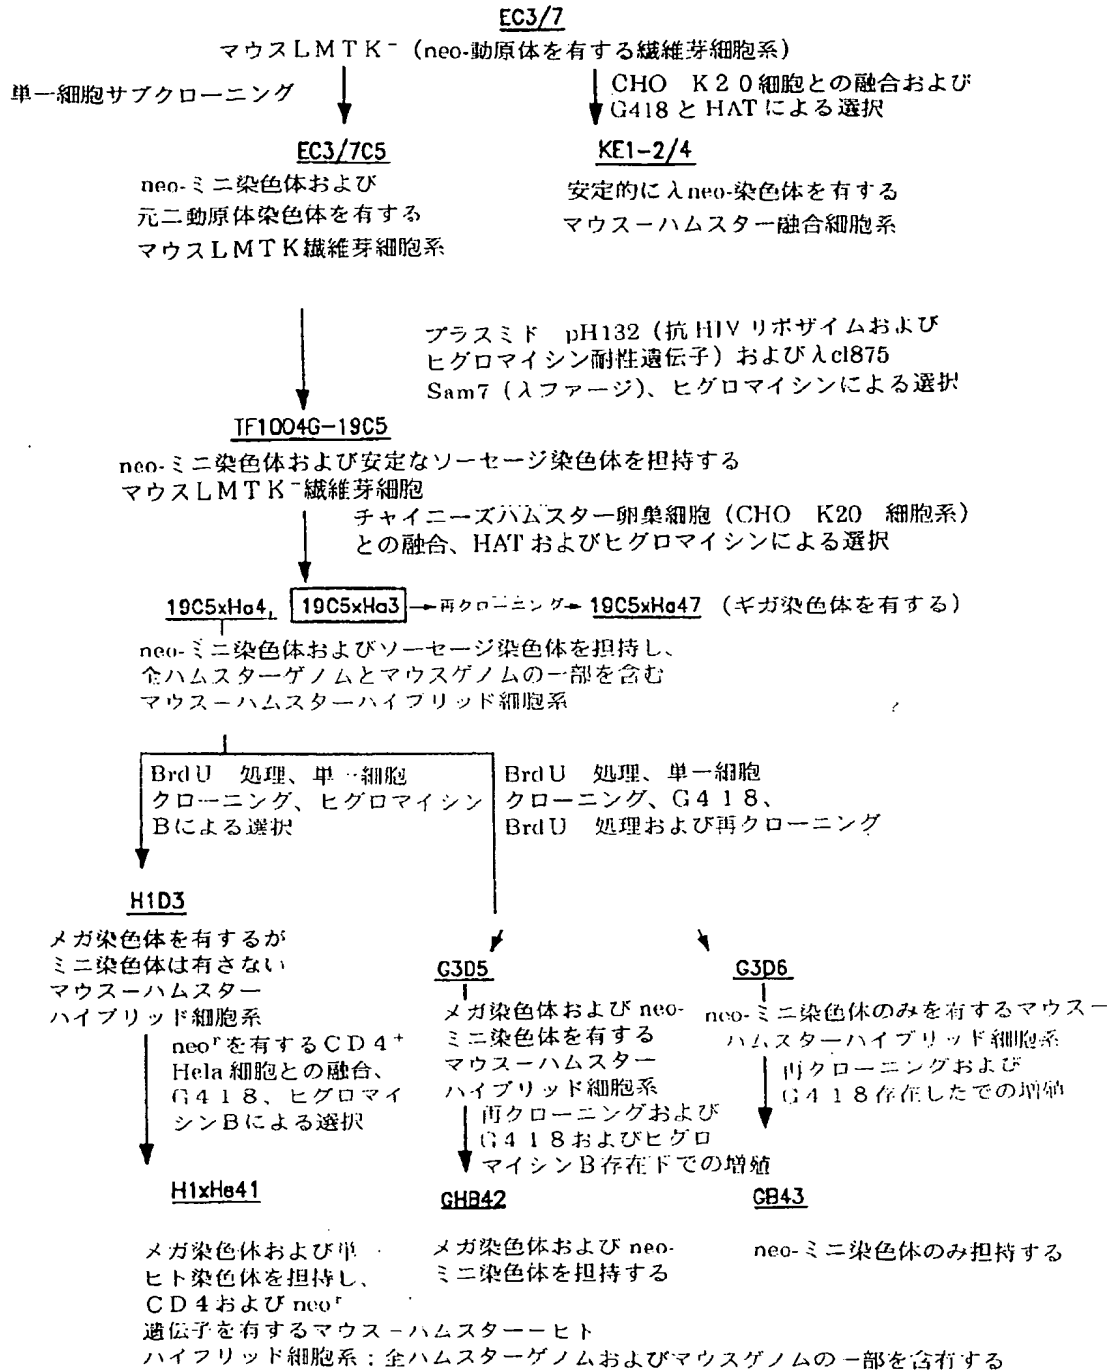 EC3/7
マウスLMTK⁻ (neo-動原体を有する繊維芽細胞系)
単一細胞サブクローニング
CHO K20細胞との融合および
G418とHATによる選択
EC3/7C5
neo-ミニ染色体および
元二動原体染色体を有する
マウスLMTK繊維芽細胞系
KE1-2/4
安定的にλneo-染色体を有する
マウスーハムスター融合細胞系
プラスミド pH132 (抗HIVリボザイムおよび
ヒグロマイシン耐性遺伝子) およびλcl875
Sam7 (λファージ)、ヒグロマイシンによる選択
TF1004G-19C5
neo-ミニ染色体および安定なソーセージ染色体を担持する
マウスLMTK⁻繊維芽細胞
チャイニーズハムスター卵巣細胞 (CHO K20 細胞系)
との融合、HATおよびヒグロマイシンによる選択
19C5xHa4, 19C5xHa3 再クローニング 19C5xHa47 (ギガ染色体を有する)
neo-ミニ染色体およびソーセージ染色体を担持し、
全ハムスターゲノムとマウスゲノムの一部を含む
マウスーハムスターハイブリッド細胞系
BrdU 処理、単一細胞
クローニング、ヒグロマイシン
Bによる選択
BrdU 処理、単一細胞
クローニング、G418、
BrdU 処理および再クローニング
H1D3
メガ染色体を有するが
ミニ染色体は有さない
マウスーハムスター
ハイブリッド細胞系
neoʳを有するCD4⁺
Hela細胞との融合、
G418、ヒグロマイ
シンBによる選択
G3D5
メガ染色体およびneo-
ミニ染色体を有する
マウスーハムスター
ハイブリッド細胞系
再クローニングおよび
G418およびヒグロ
マイシンB存在下での増殖
G3D6
neo-ミニ染色体のみを有するマウスー
ハムスターハイブリッド細胞系
再クローニングおよび
G418存在したでの増殖
H1xHe41
メガ染色体および単一
ヒト染色体を担持し、
CD4およびneoʳ
遺伝子を有するマウスーハムスターーヒト
ハイブリッド細胞系:全ハムスターゲノムおよびマウスゲノムの一部を含有する
GHB42
メガ染色体およびneo-
ミニ染色体を担持する
GB43
neo-ミニ染色体のみ担持する